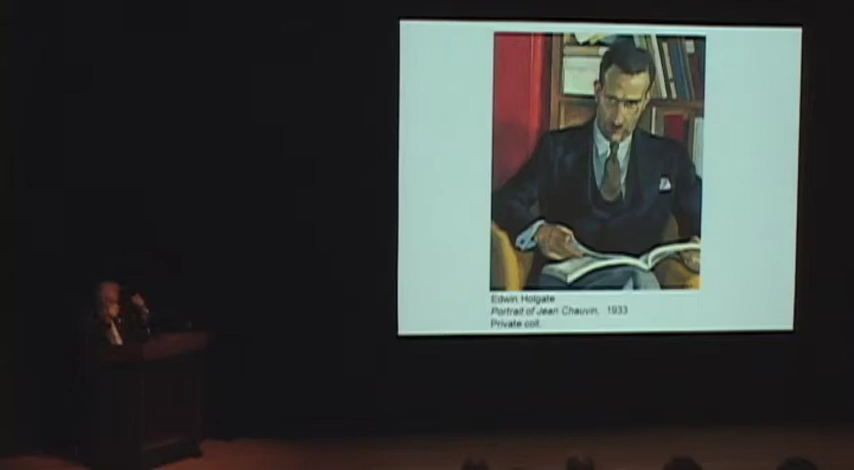 Edwin Holgate
Portrait of Jean Chauvin, 1933
Private coll.